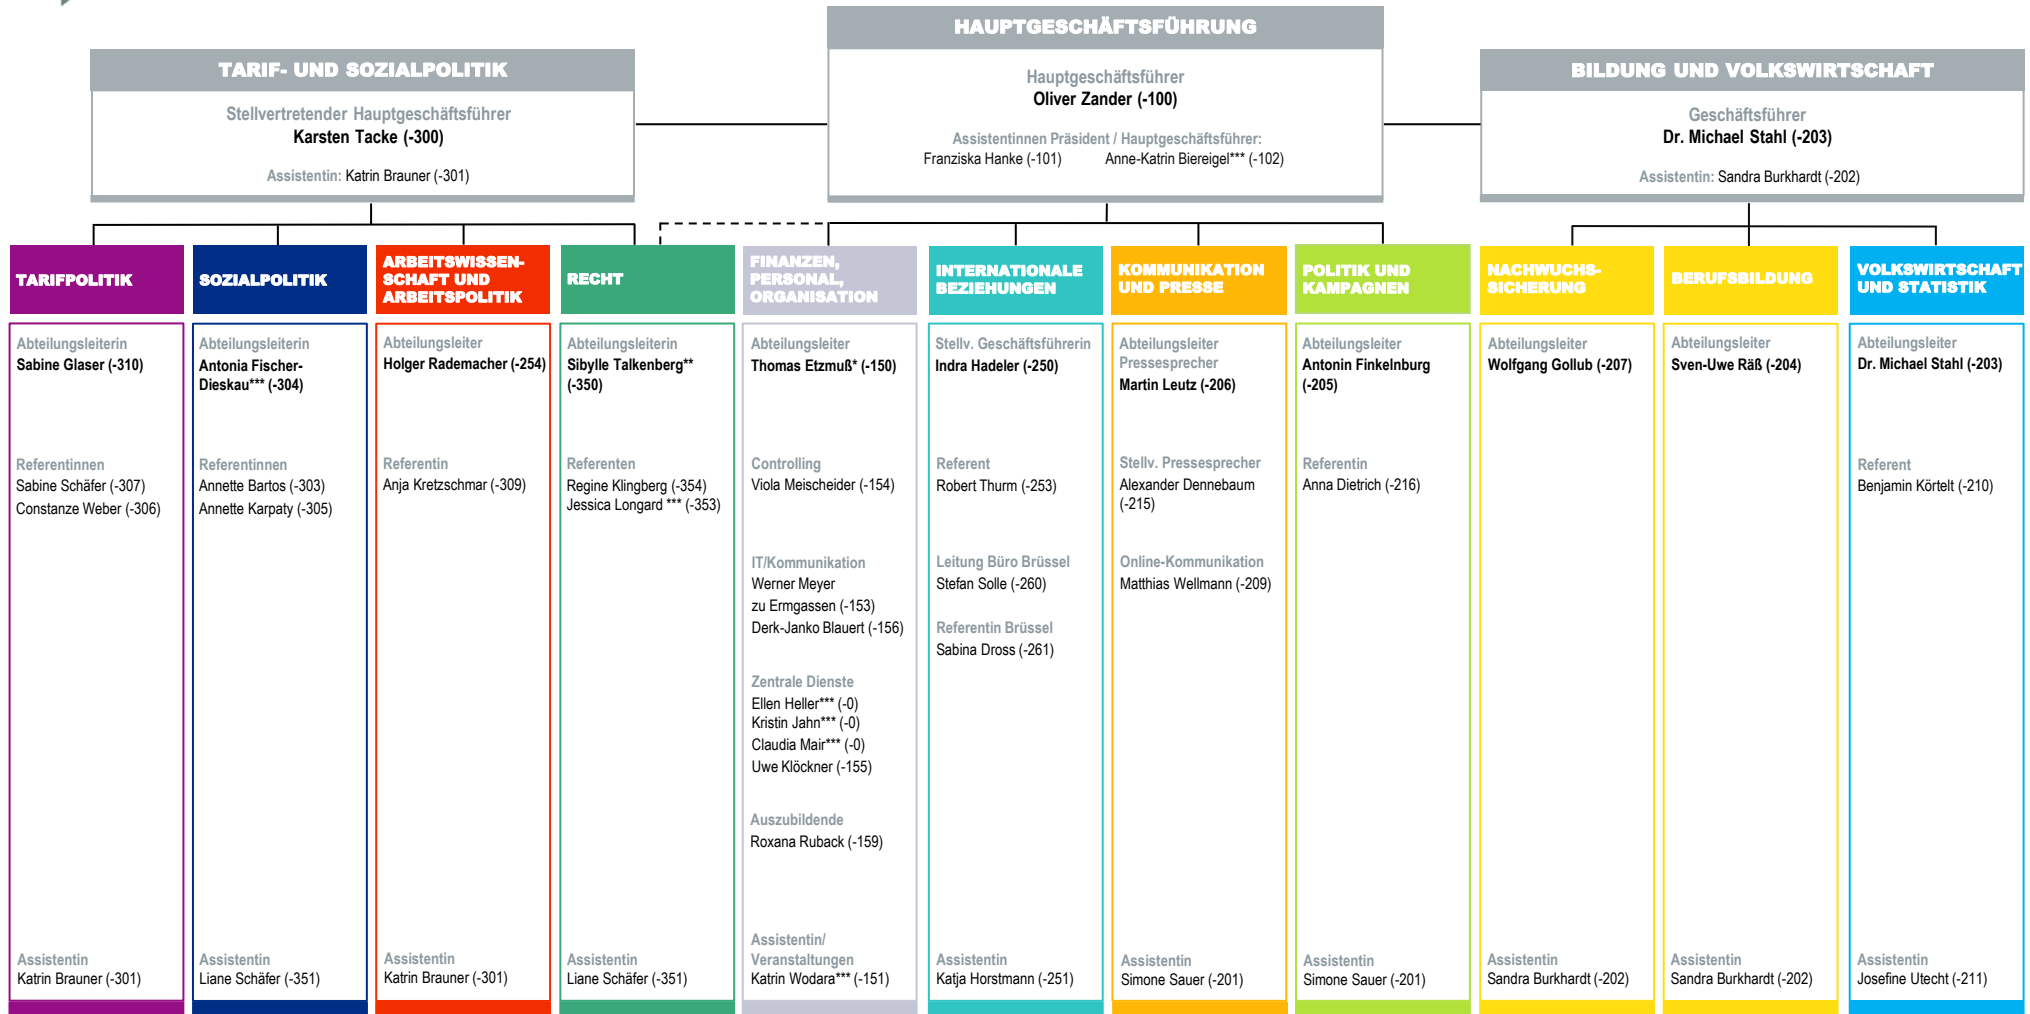 HAUPTGESCHÄFTSFÜHRUNG
Hauptgeschäftsführer
Oliver Zander (-100)
Assistentinnen Präsident / Hauptgeschäftsführer:
Franziska Hanke (-101) Anne-Katrin Biereigel*** (-102)
TARIF- UND SOZIALPOLITIK
Stellvertretender Hauptgeschäftsführer
Karsten Tacke (-300)
Assistentin: Katrin Brauner (-301)
BILDUNG UND VOLKSWIRTSCHAFT
Geschäftsführer
Dr. Michael Stahl (-203)
Assistentin: Sandra Burkhardt (-202)
TARIFPOLITIK
Abteilungsleiterin
Sabine Glaser (-310)
Referentinnen
Sabine Schäfer (-307)
Constanze Weber (-306)
Assistentin
Katrin Brauner (-301)
SOZIALPOLITIK
Abteilungsleiterin
Antonia Fischer-
Dieskau*** (-304)
Referentinnen
Annette Bartos (-303)
Annette Karpaty (-305)
Assistentin
Liane Schäfer (-351)
ARBEITSWISSEN-
SCHAFT UND
ARBEITSPOLITIK
Abteilungsleiter
Holger Rademacher (-254)
Referentin
Anja Kretzschmar (-309)
Assistentin
Katrin Brauner (-301)
RECHT
Abteilungsleiterin
Sibylle Talkenberg**
(-350)
Referenten
Regine Klingberg (-354)
Jessica Longard *** (-353)
Assistentin
Liane Schäfer (-351)
FINANZEN,
PERSONAL,
ORGANISATION
Abteilungsleiter
Thomas Etzmuß* (-150)
Controlling
Viola Meischeider (-154)
IT/Kommunikation
Werner Meyer
zu Ermgassen (-153)
Derk-Janko Blauert (-156)
Zentrale Dienste
Ellen Heller*** (-0)
Kristin Jahn*** (-0)
Claudia Mair*** (-0)
Uwe Klöckner (-155)
Auszubildende
Roxana Ruback (-159)
Assistentin/
Veranstaltungen
Katrin Wodara*** (-151)
INTERNATIONALE
BEZIEHUNGEN
Stellv. Geschäftsführerin
Indra Hadeler (-250)
Referent
Robert Thurm (-253)
Leitung Büro Brüssel
Stefan Solle (-260)
Referentin Brüssel
Sabina Dross (-261)
Assistentin
Katja Horstmann (-251)
KOMMUNIKATION
UND PRESSE
Abteilungsleiter
Pressesprecher
Martin Leutz (-206)
Stellv. Pressesprecher
Alexander Dennebaum
(-215)
Online-Kommunikation
Matthias Wellmann (-209)
Assistentin
Simone Sauer (-201)
POLITIK UND
KAMPAGNEN
Abteilungsleiter
Antonin Finkelnburg
(-205)
Referentin
Anna Dietrich (-216)
Assistentin
Simone Sauer (-201)
NACHWUCHS-
SICHERUNG
Abteilungsleiter
Wolfgang Gollub (-207)
Assistentin
Sandra Burkhardt (-202)
BERUFSBILDUNG
Abteilungsleiter
Sven-Uwe Räß (-204)
Assistentin
Sandra Burkhardt (-202)
VOLKSWIRTSCHAFT
UND STATISTIK
Abteilungsleiter
Dr. Michael Stahl (-203)
Referent
Benjamin Körtelt (-210)
Assistentin
Josefine Utecht (-211)